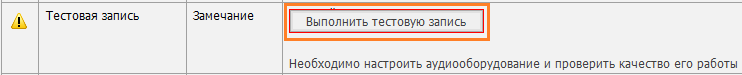 Тестовая запись
Замечание
Выполнить тестовую запись
Необходимо настроить аудиооборудование и проверить качество его работы